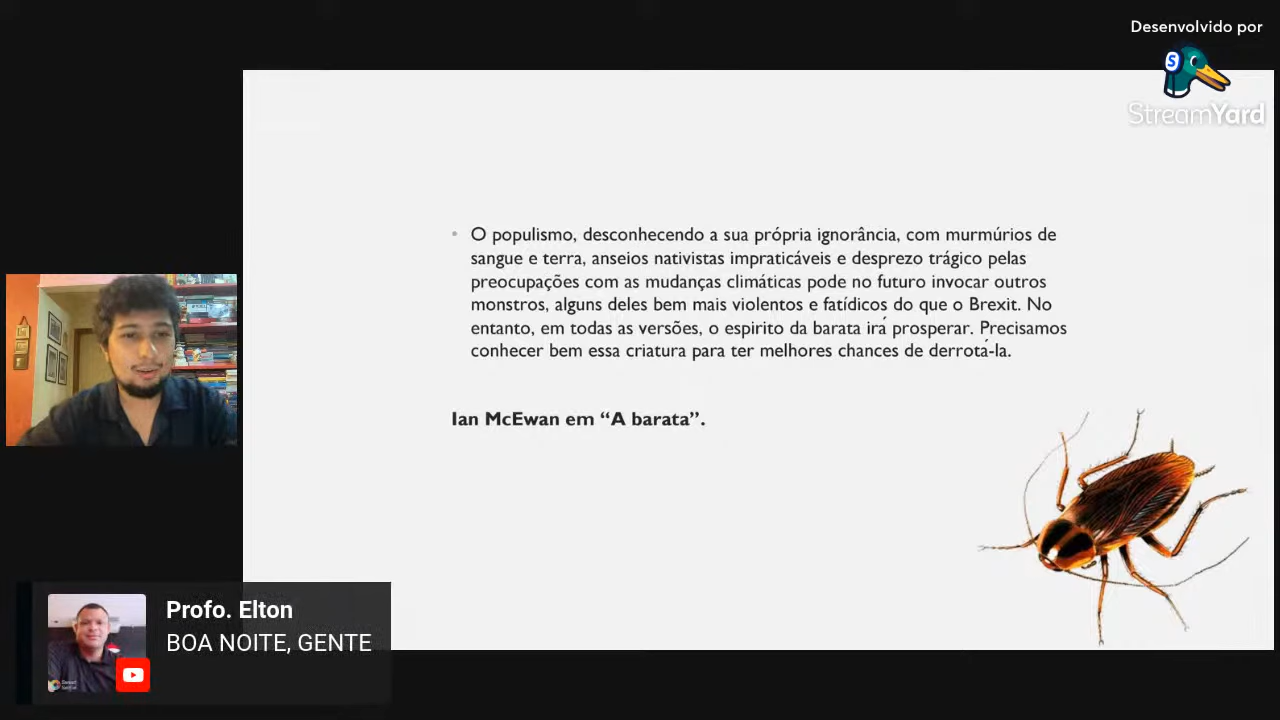 Desenvolvido por
StreamYard
• O populismo, desconhecendo a sua própria ignorância, com murmúrios de
sangue e terra, anseios nativistas impraticáveis e desprezo trágico pelas
preocupações com as mudanças climáticas pode no futuro invocar outros
monstros, alguns deles bem mais violentos e fatídicos do que o Brexit. No
entanto, em todas as versões, o espirito da barata irá prosperar. Precisamos
conhecer bem essa criatura para ter melhores chances de derrotá-la.
Ian McEwan em “A barata”.
Profo. Elton
BOA NOITE, GENTE